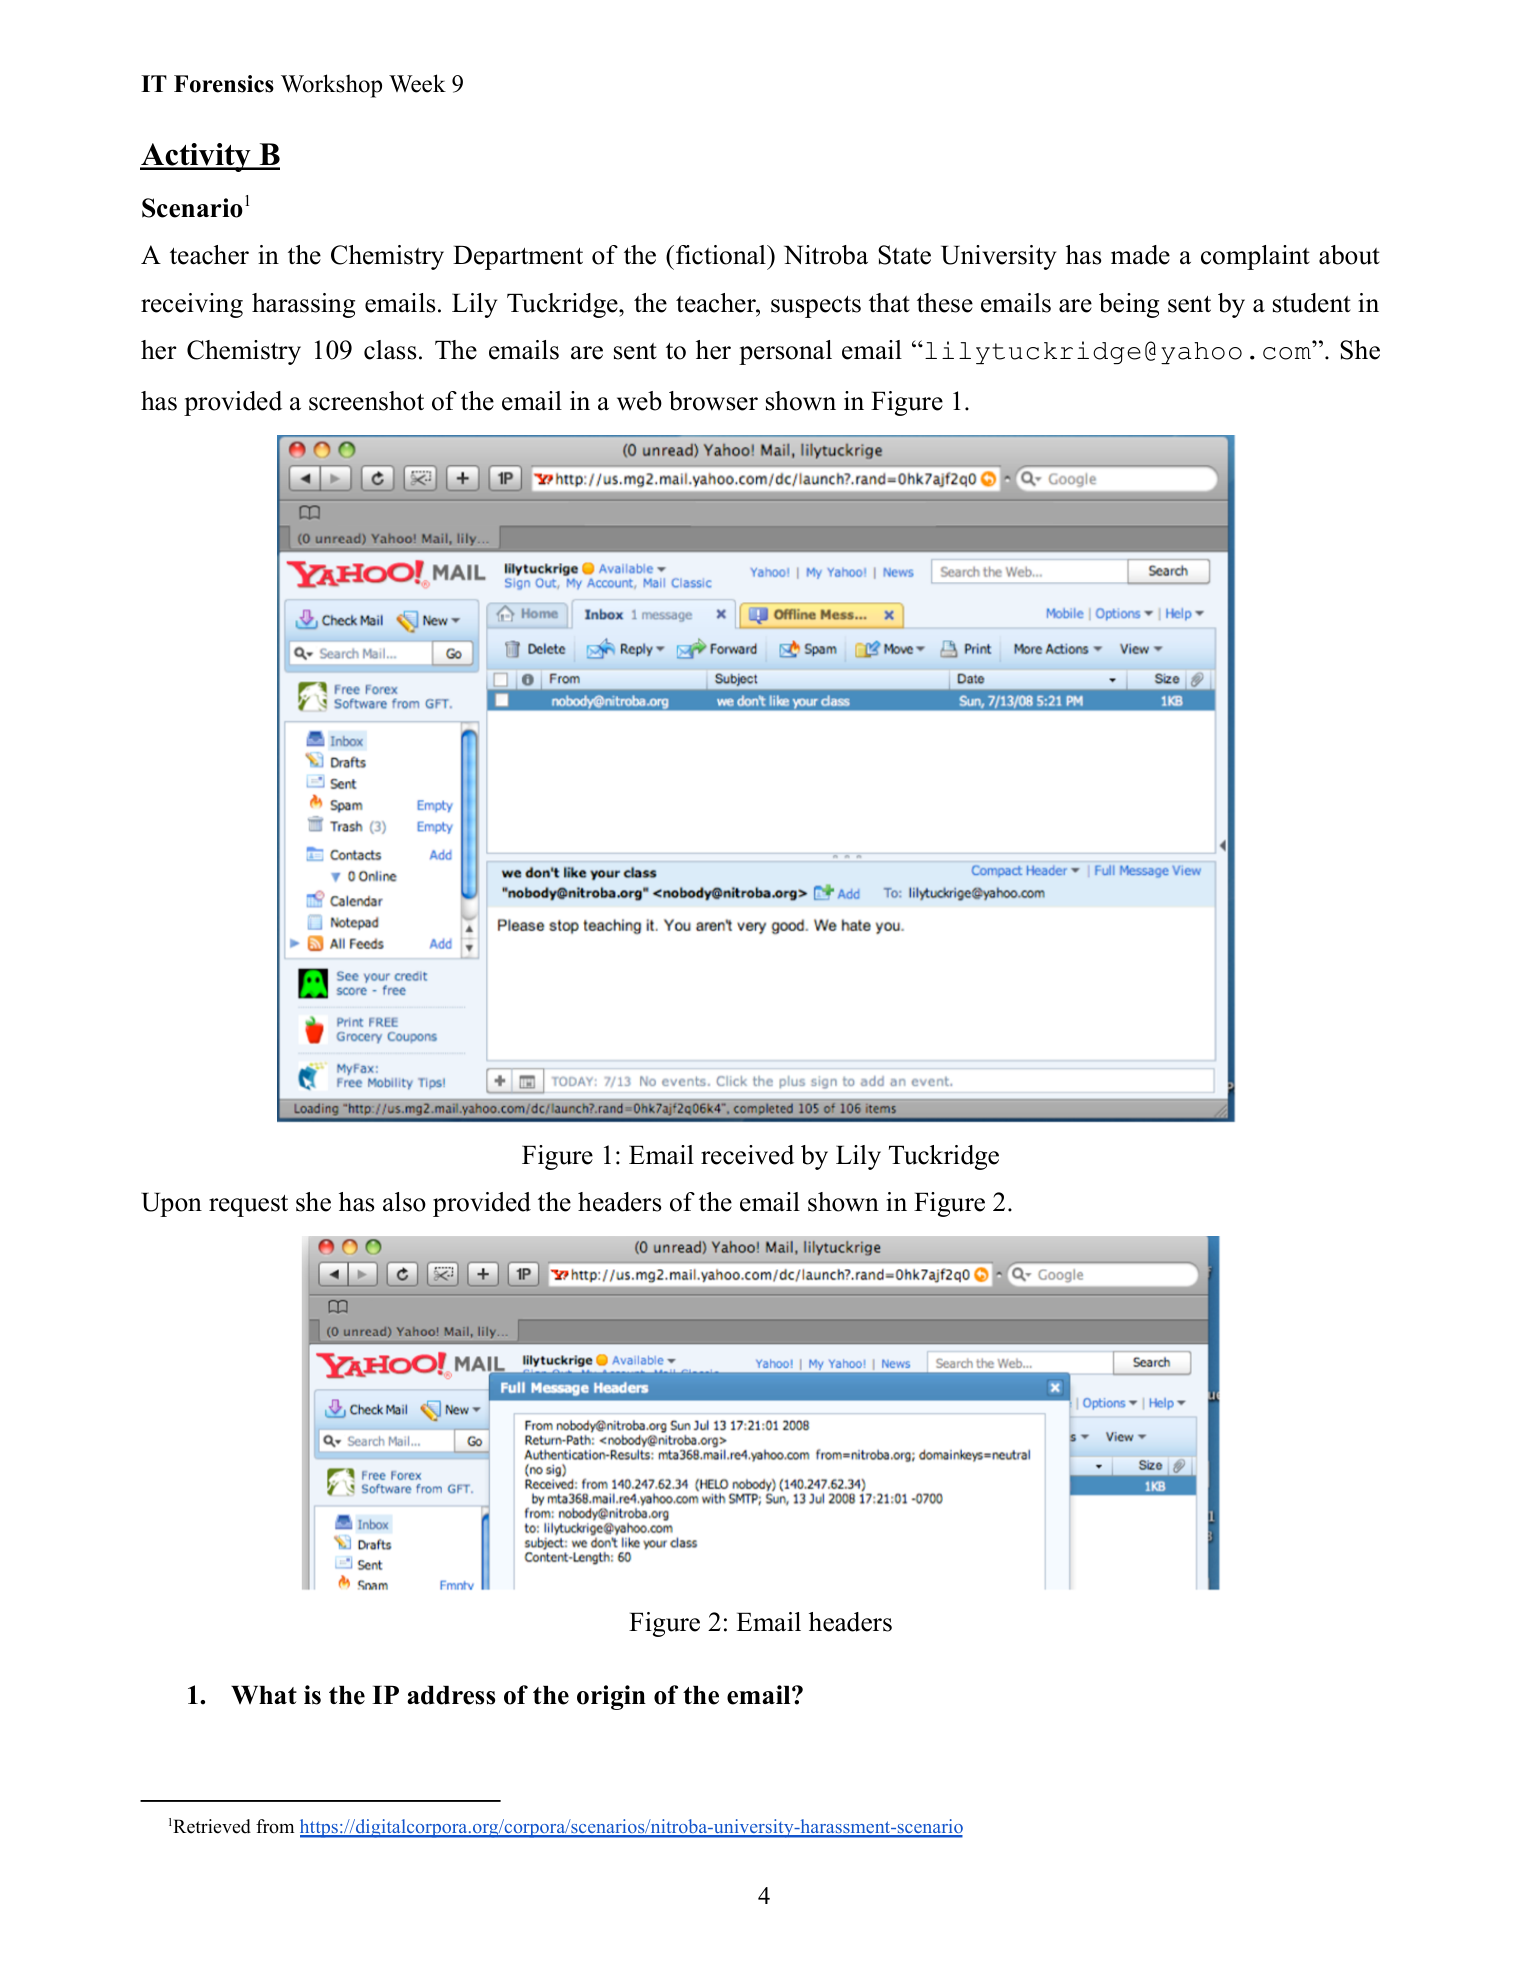 IT Forensics Workshop Week 9
Activity B
Scenario1
A teacher in the Chemistry Department of the (fictional) Nitroba State University has made a complaint about
receiving harassing emails. Lily Tuckridge, the teacher, suspects that these emails are being sent by a student in
her Chemistry 109 class. The emails are sent to her personal email “lilytuckridge@yahoo.com”. She
has provided a screenshot of the email in a web browser shown in Figure 1.
(0 unread) Yahoo! Mail, lilytuckrige
1P http://us.mg2.mail.yahoo.com/dc/launch?.rand=0hk7ajf2q0 Google
(0 unread) Yahoo! Mail, lily...
YAHOO! MAIL lilytuckrige Available Yahoo! | My Yahoo! | News Search the Web... Search
Sign Out, My Account, Mail Classic
Check Mail New Home Inbox 1 message Offline Mess... Mobile | Options | Help
Search Mail... Go Delete Reply Forward Spam Move Print More Actions View
From Subject Date Size
Free Forex
Software from GFT.
nobody@nitroba.org we don't like your class Sun, 7/13/08 5:21 PM 1KB
Inbox
Drafts
Sent
Spam Empty
Trash (3) Empty
Contacts Add
0 Online
Calendar
Notepad
All Feeds Add
we don't like your class Compact Header | Full Message View
"nobody@nitroba.org" <nobody@nitroba.org> Add To: lilytuckrige@yahoo.com
Please stop teaching it. You aren't very good. We hate you.
See your credit
score - free
Print FREE
Grocery Coupons
MyFax:
Free Mobility Tips!
TODAY: 7/13 No events. Click the plus sign to add an event.
Loading "http://us.mg2.mail.yahoo.com/dc/launch?.rand=0hk7ajf2q06k4", completed 105 of 106 items
Figure 1: Email received by Lily Tuckridge
Upon request she has also provided the headers of the email shown in Figure 2.
(0 unread) Yahoo! Mail, lilytuckrige
1P http://us.mg2.mail.yahoo.com/dc/launch?.rand=0hk7ajf2q0 Google
(0 unread) Yahoo! Mail, lily...
YAHOO! MAIL lilytuckrige Available Yahoo! | My Yahoo! | News Search the Web... Search
Full Message Headers
Check Mail New Options | Help
Search Mail... Go View
Size
1KB
Free Forex
Software from GFT.
Inbox
Drafts
Sent
Spam Empty
From nobody@nitroba.org Sun Jul 13 17:21:01 2008
Return-Path: <nobody@nitroba.org>
Authentication-Results: mta368.mail.re4.yahoo.com from=nitroba.org; domainkeys=neutral
(no sig)
Received: from 140.247.62.34 (HELO nobody) (140.247.62.34)
by mta368.mail.re4.yahoo.com with SMTP; Sun, 13 Jul 2008 17:21:01 -0700
from: nobody@nitroba.org
to: lilytuckrige@yahoo.com
subject: we don't like your class
Content-Length: 60
Figure 2: Email headers
1. What is the IP address of the origin of the email?
1Retrieved from https://digitalcorpora.org/corpora/scenarios/nitroba-university-harassment-scenario
4